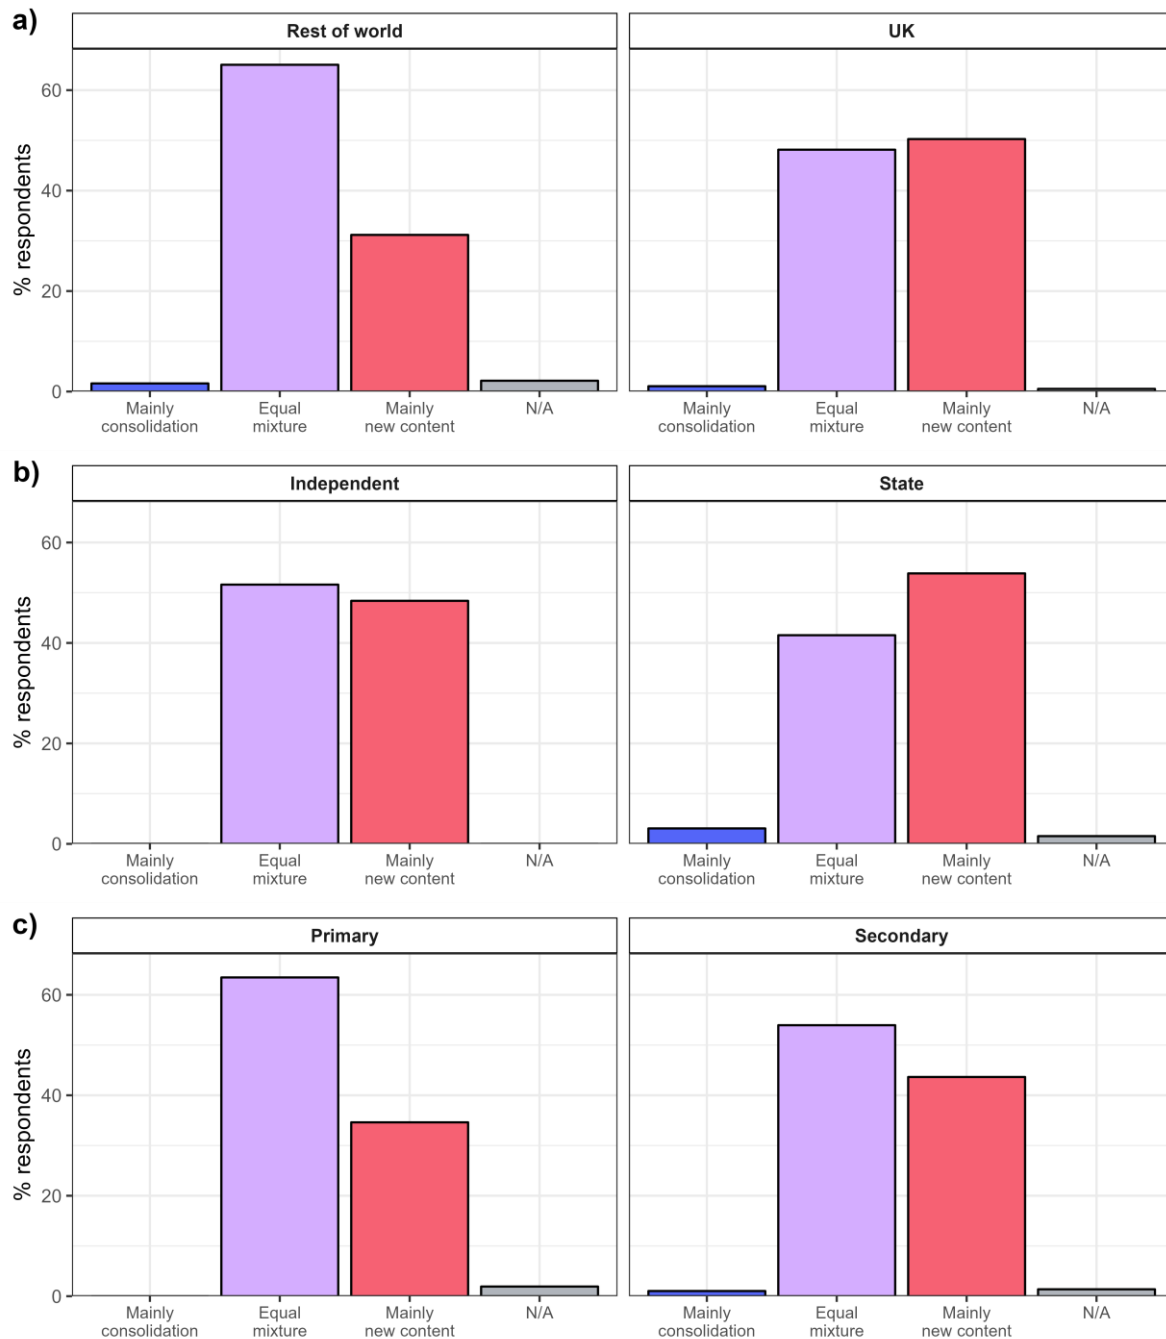 a)
Rest of world
UK
% respondents
60
40
20
0
Mainly
consolidation
Equal
mixture
Mainly
new content
N/A
Mainly
consolidation
Equal
mixture
Mainly
new content
N/A
b)
Independent
State
% respondents
60
40
20
0
Mainly
consolidation
Equal
mixture
Mainly
new content
N/A
Mainly
consolidation
Equal
mixture
Mainly
new content
N/A
c)
Primary
Secondary
% respondents
60
40
20
0
Mainly
consolidation
Equal
mixture
Mainly
new content
N/A
Mainly
consolidation
Equal
mixture
Mainly
new content
N/A